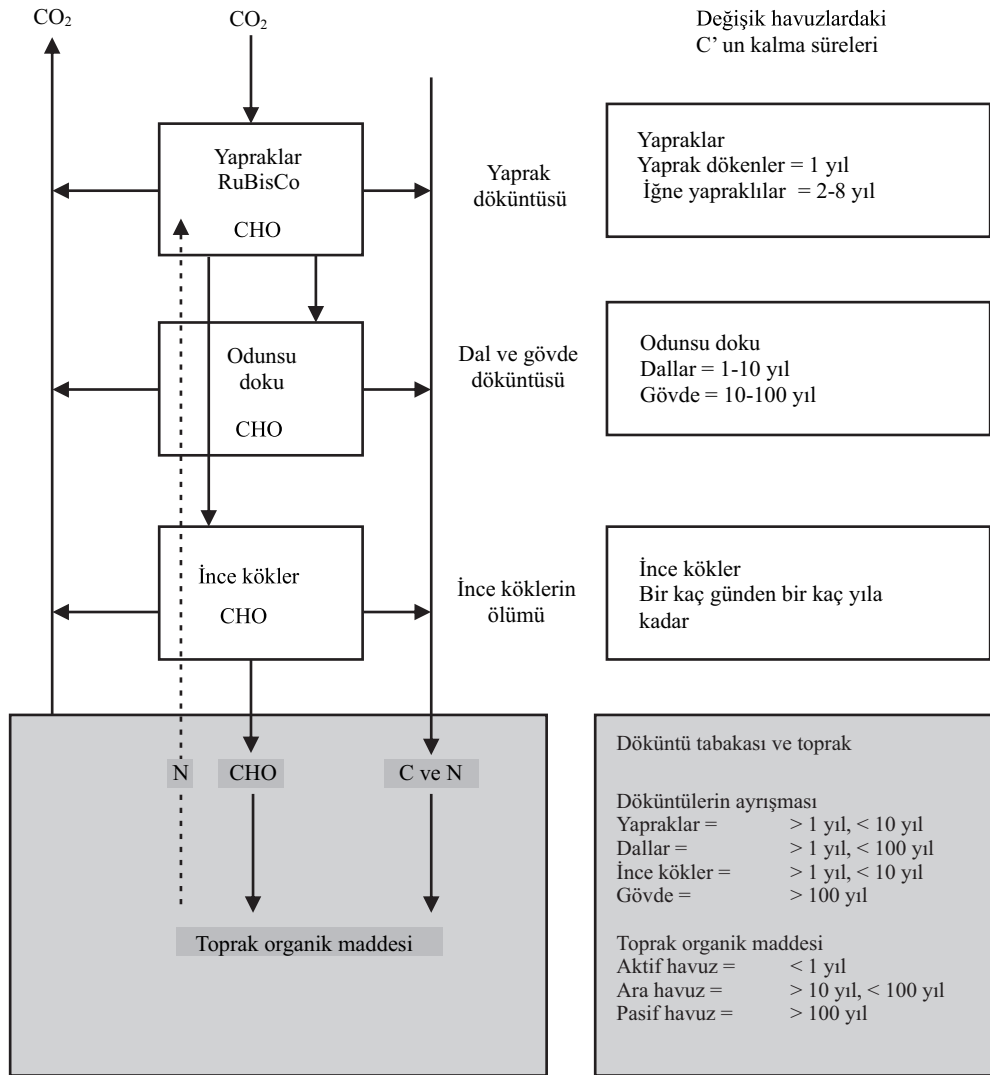 CO₂
CO₂
Değişik havuzlardaki
C' un kalma süreleri
Yapraklar
RuBisCo
CHO
Yaprak
döküntüsü
Yapraklar
Yaprak dökenler = 1 yıl
İğne yapraklılar = 2-8 yıl
Odunsu
doku
CHO
Dal ve gövde
döküntüsü
Odunsu doku
Dallar = 1-10 yıl
Gövde = 10-100 yıl
İnce kökler
CHO
İnce köklerin
ölümü
İnce kökler
Bir kaç günden bir kaç yıla
kadar
N
CHO
C ve N
Toprak organik maddesi
Döküntü tabakası ve toprak
Döküntülerin ayrışması
Yapraklar = > 1 yıl, < 10 yıl
Dallar = > 1 yıl, < 100 yıl
İnce kökler = > 1 yıl, < 10 yıl
Gövde = > 100 yıl
Toprak organik maddesi
Aktif havuz = < 1 yıl
Ara havuz = > 10 yıl, < 100 yıl
Pasif havuz = > 100 yıl